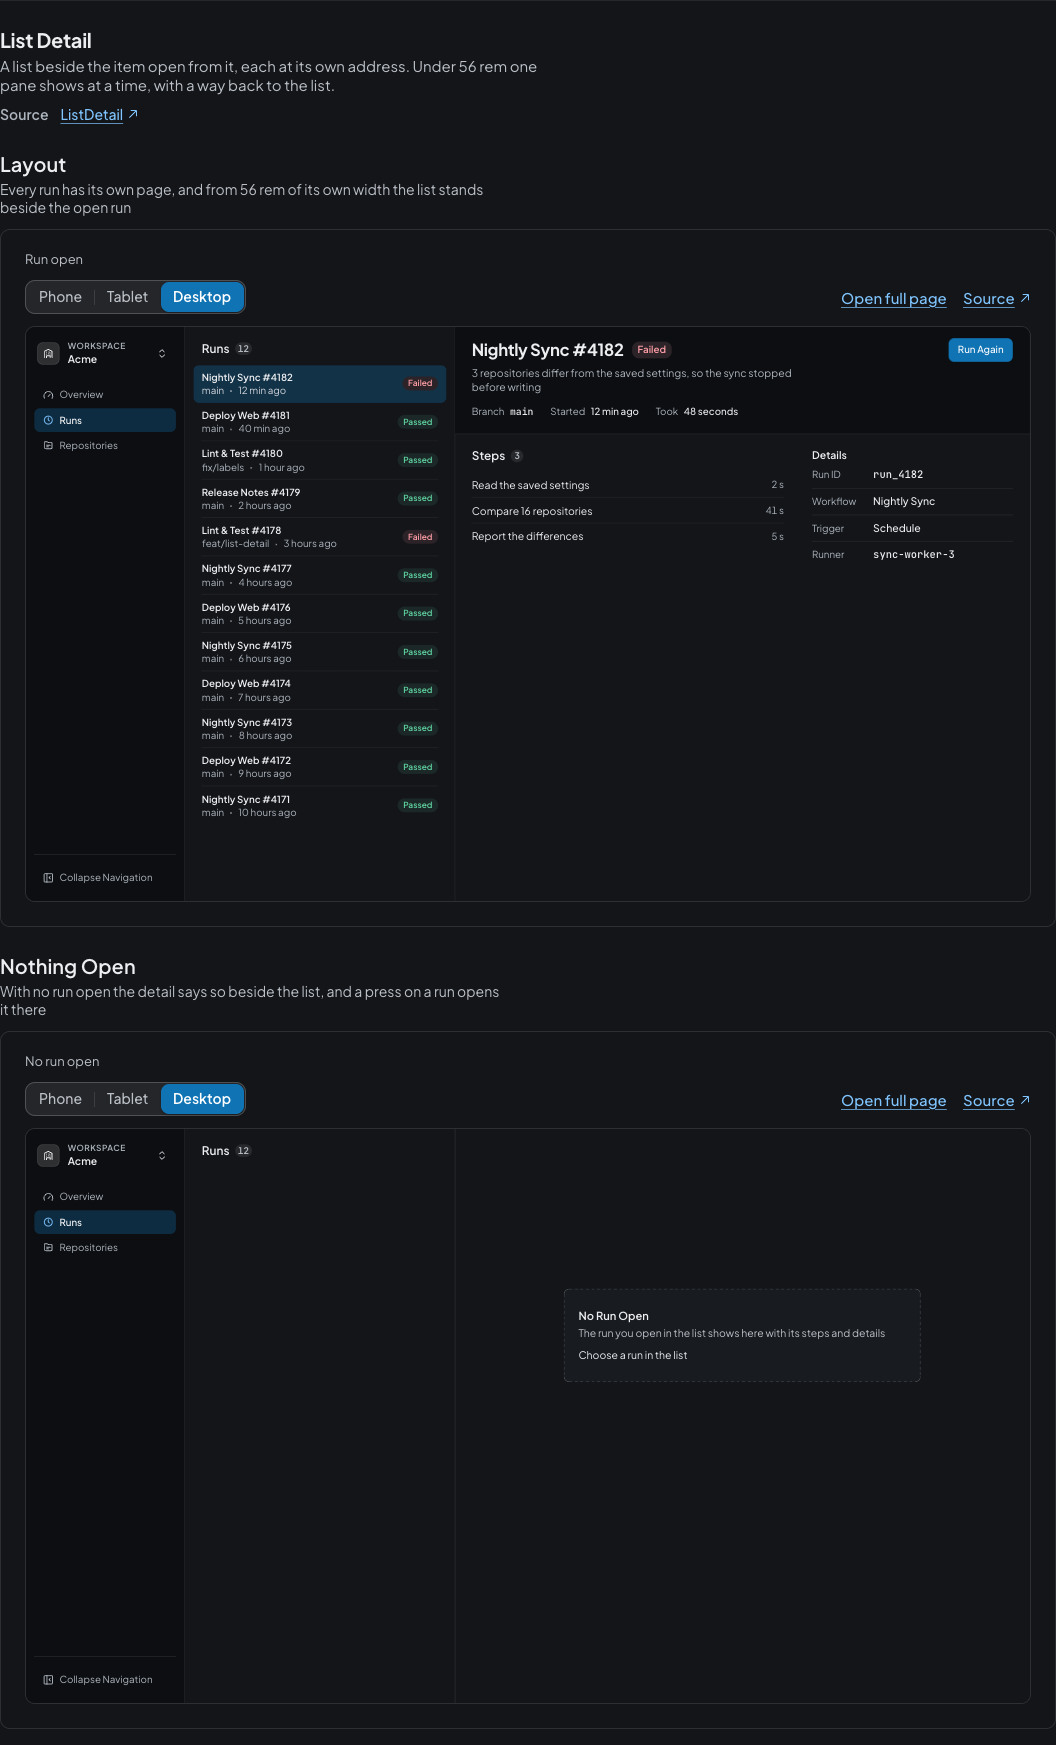 List Detail
A list beside the item open from it, each at its own address. Under 56 rem one
pane shows at a time, with a way back to the list.
Source ListDetail
Layout
Every run has its own page, and from 56 rem of its own width the list stands
beside the open run
Run open
Phone Tablet Desktop
Open full page Source
WORKSPACE
Acme
Overview
Runs
Repositories
Collapse Navigation
Runs 12
Nightly Sync #4182
main · 12 min ago
Failed
Deploy Web #4181
main · 40 min ago
Passed
Lint & Test #4180
fix/labels · 1 hour ago
Passed
Release Notes #4179
main · 2 hours ago
Passed
Lint & Test #4178
feat/list-detail · 3 hours ago
Failed
Nightly Sync #4177
main · 4 hours ago
Passed
Deploy Web #4176
main · 5 hours ago
Passed
Nightly Sync #4175
main · 6 hours ago
Passed
Deploy Web #4174
main · 7 hours ago
Passed
Nightly Sync #4173
main · 8 hours ago
Passed
Deploy Web #4172
main · 9 hours ago
Passed
Nightly Sync #4171
main · 10 hours ago
Passed
Nightly Sync #4182 Failed
Run Again
3 repositories differ from the saved settings, so the sync stopped
before writing
Branch main Started 12 min ago Took 48 seconds
Steps 3
Read the saved settings 2 s
Compare 16 repositories 41 s
Report the differences 5 s
Details
Run ID run_4182
Workflow Nightly Sync
Trigger Schedule
Runner sync-worker-3
Nothing Open
With no run open the detail says so beside the list, and a press on a run opens
it there
No run open
Phone Tablet Desktop
Open full page Source
WORKSPACE
Acme
Overview
Runs
Repositories
Collapse Navigation
Runs 12
No Run Open
The run you open in the list shows here with its steps and details
Choose a run in the list